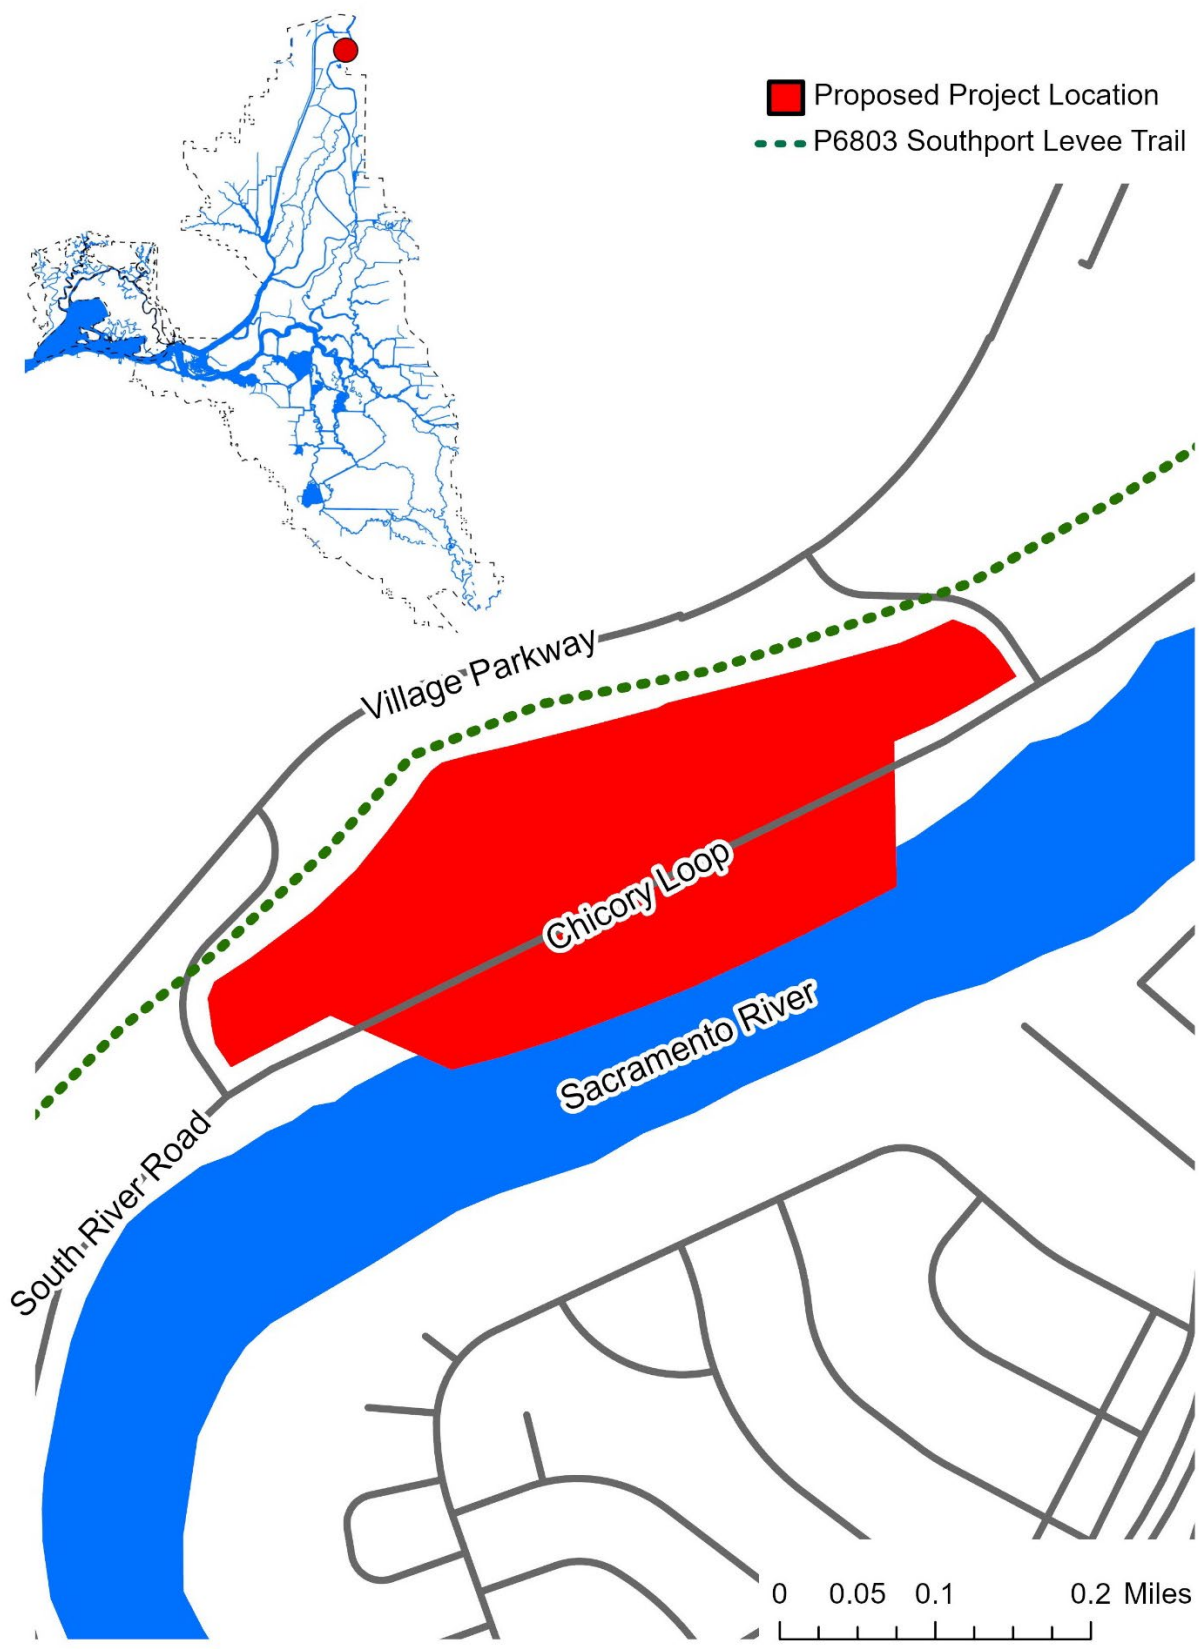 Proposed Project Location
P6803 Southport Levee Trail
Village Parkway
Chicory Loop
Sacramento River
South River Road
0 0.05 0.1 0.2 Miles